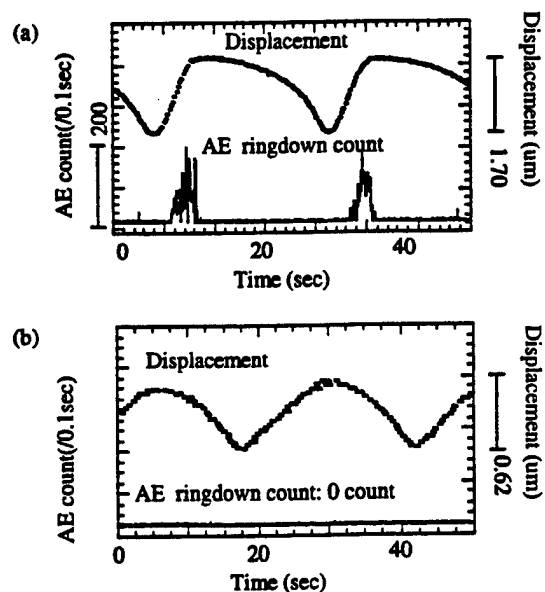 (a)
Displacement
AE ringdown count
AE count(/0.1sec)
200
Displacement (um)
1.70
0 20 40
Time (sec)
(b)
Displacement
AE ringdown count: 0 count
AE count(/0.1sec)
Displacement (um)
0.62
0 20 40
Time (sec)